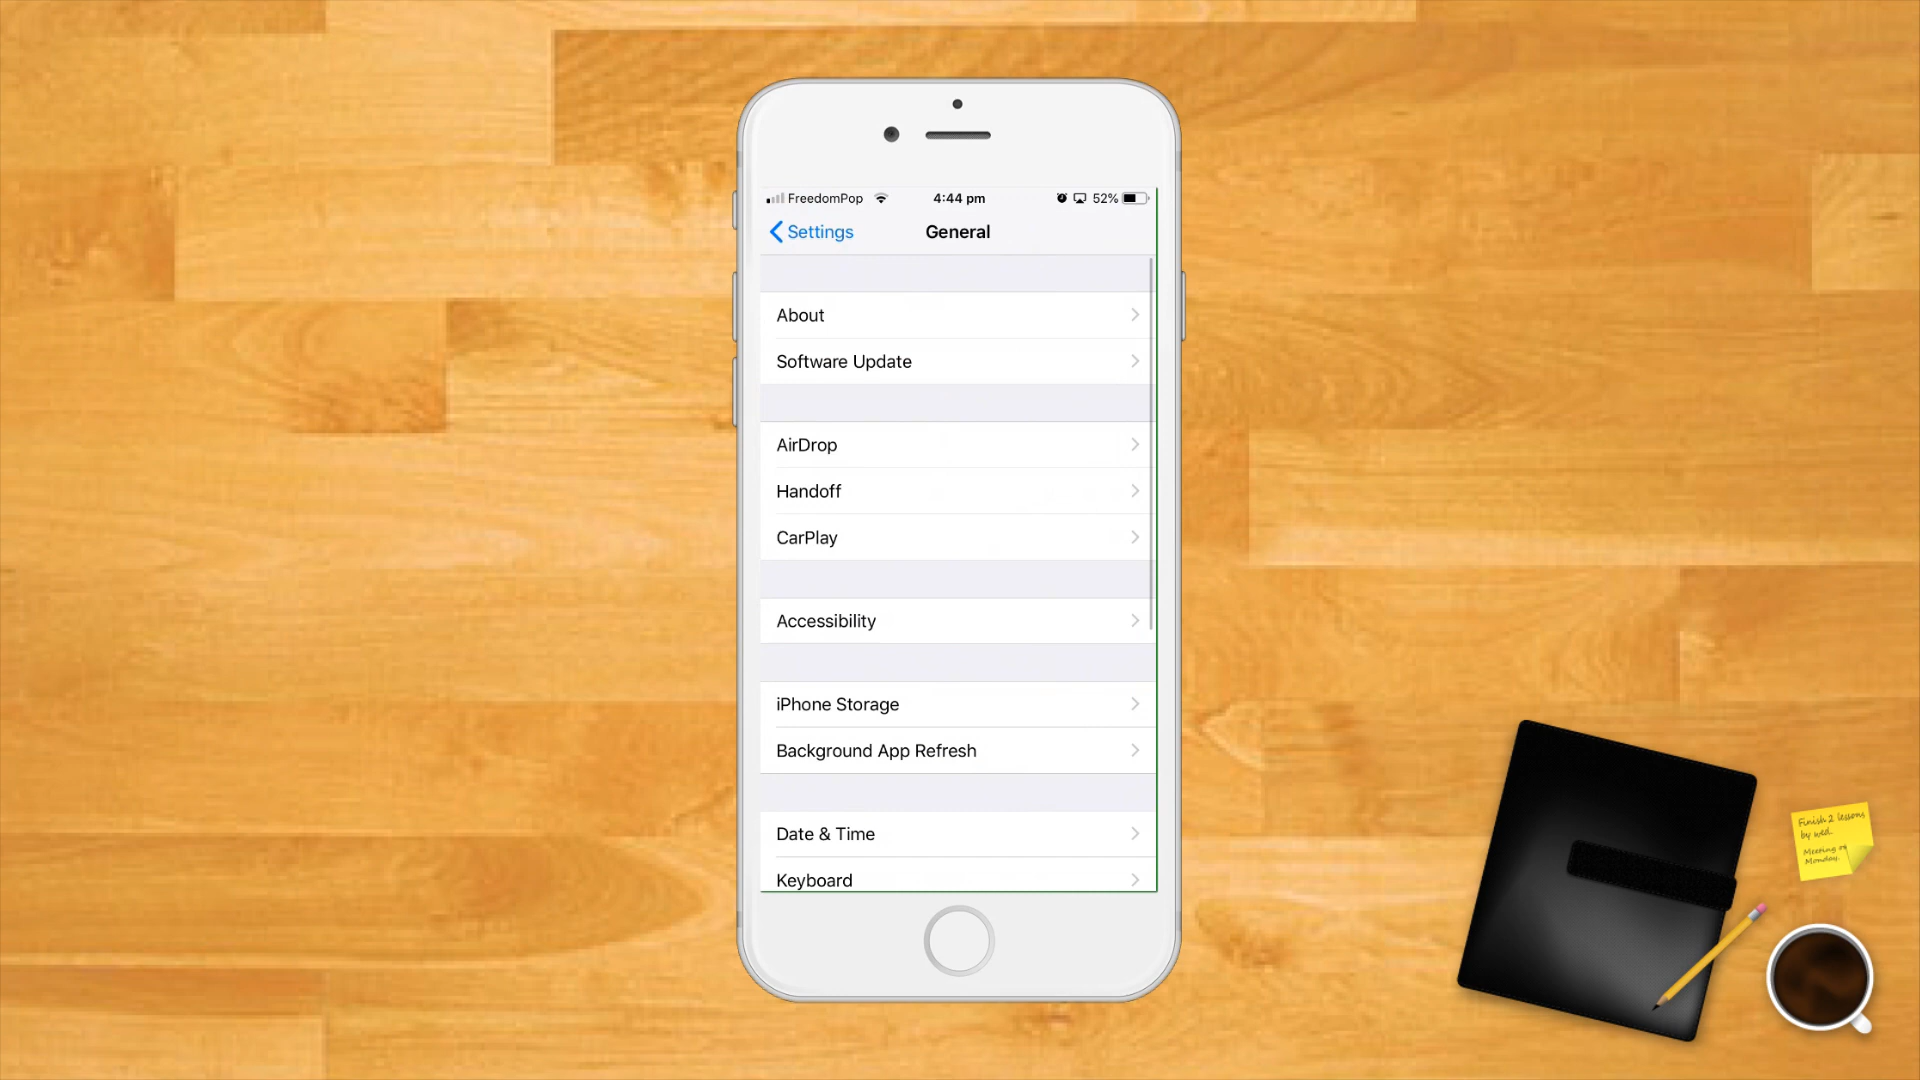 FreedomPop 4:44 pm 52%
Settings General
About
Software Update
AirDrop
Handoff
CarPlay
Accessibility
iPhone Storage
Background App Refresh
Date & Time
Keyboard
Finish 2 lessons
by wed.
Meeting on
Monday.